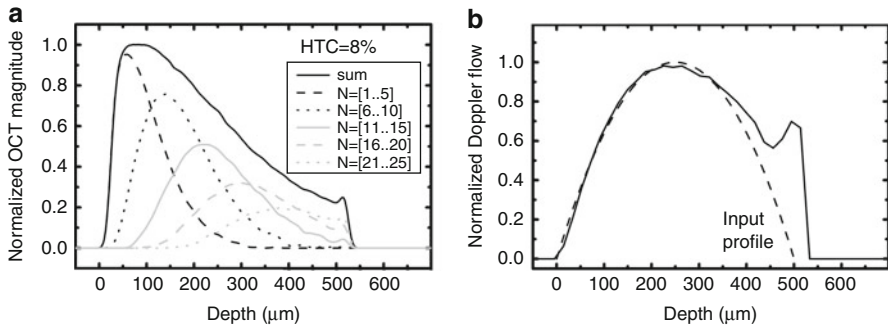 a
Normalized OCT magnitude
1.0
0.8
0.6
0.4
0.2
0.0
HTC=8%
sum
N=[1..5]
N=[6..10]
N=[11..15]
N=[16..20]
N=[21..25]
0 100 200 300 400 500 600
Depth (μm)
b
Normalized Doppler flow
1.0
0.8
0.6
0.4
0.2
0.0
Input
profile
0 100 200 300 400 500 600
Depth (μm)